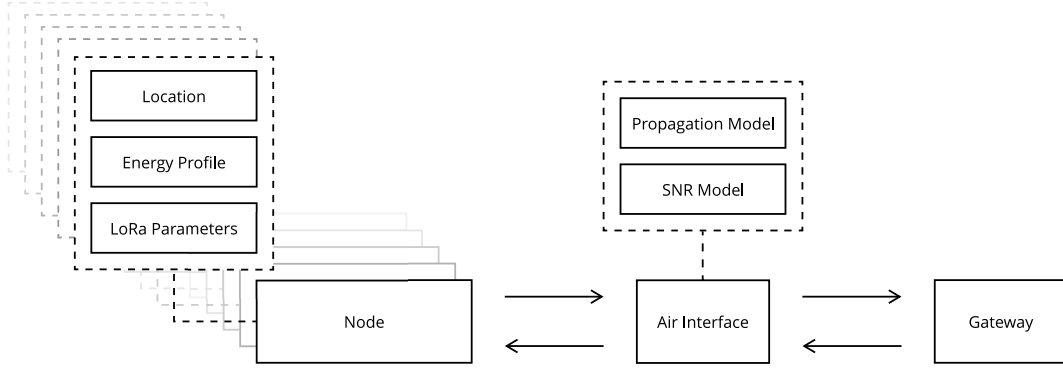 Location
Energy Profile
LoRa Parameters
Propagation Model
SNR Model
Node
Air Interface
Gateway